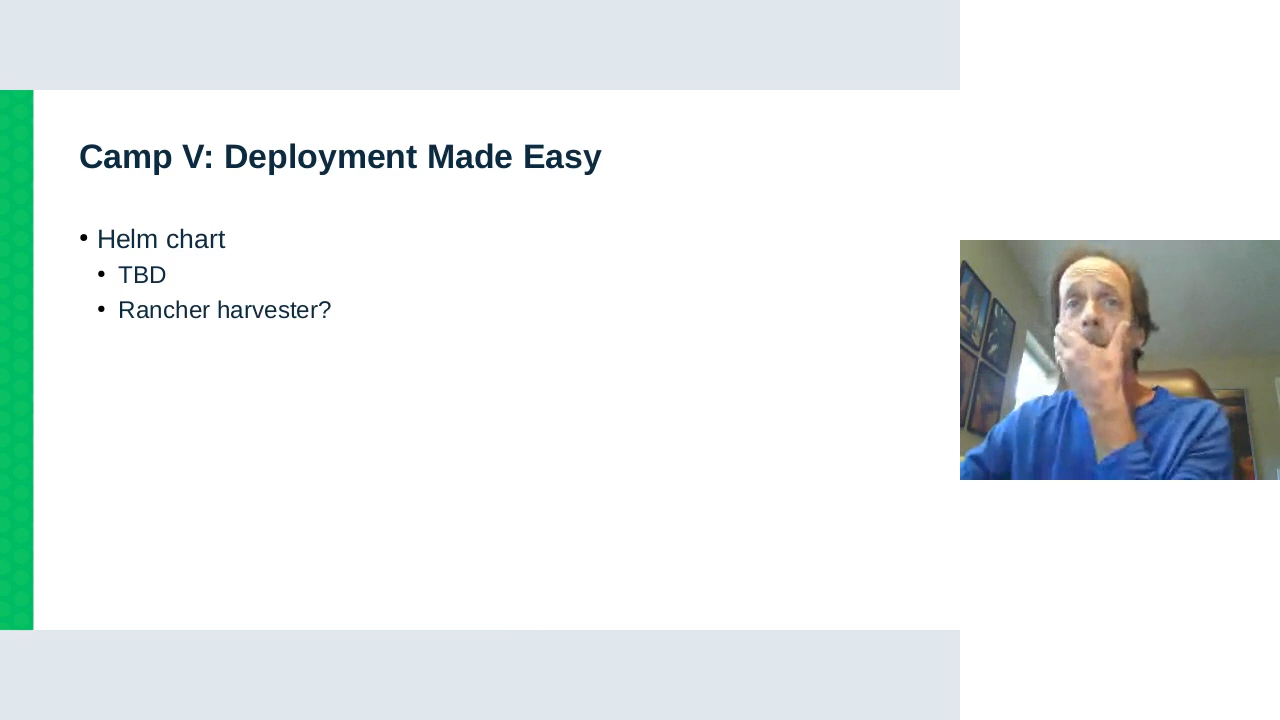 Camp V: Deployment Made Easy
• Helm chart
• TBD
• Rancher harvester?